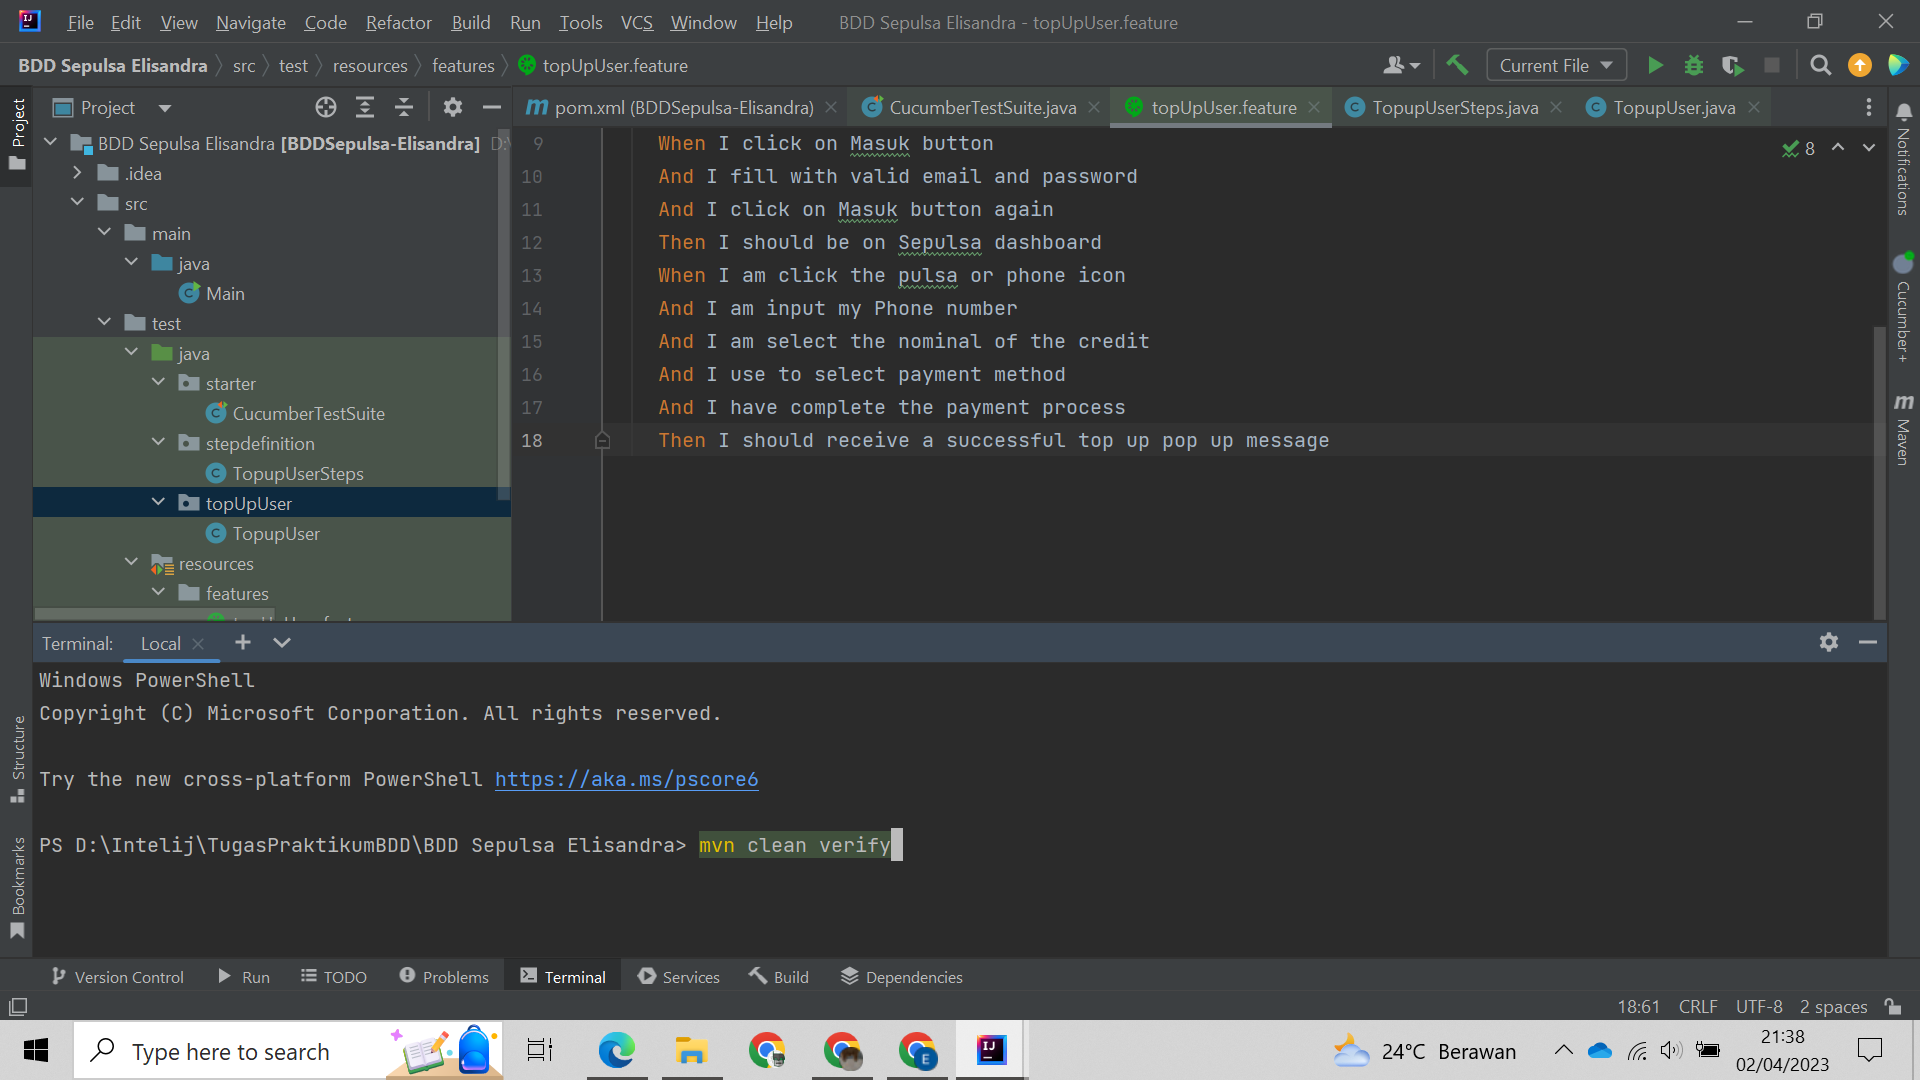 File Edit View Navigate Code Refactor Build Run Tools VCS Window Help BDD Sepulsa Elisandra - topUpUser.feature
BDD Sepulsa Elisandra src test resources features topUpUser.feature Current File
Project
pom.xml (BDDSepulsa-Elisandra) CucumberTestSuite.java topUpUser.feature TopupUserSteps.java TopupUser.java
Project
BDD Sepulsa Elisandra [BDDSepulsa-Elisandra]
.idea
src
main
java
Main
test
java
starter
CucumberTestSuite
stepdefinition
TopupUserSteps
topUpUser
TopupUser
resources
features
9 When I click on Masuk button
10 And I fill with valid email and password
11 And I click on Masuk button again
12 Then I should be on Sepulsa dashboard
13 When I am click the pulsa or phone icon
14 And I am input my Phone number
15 And I am select the nominal of the credit
16 And I use to select payment method
17 And I have complete the payment process
18 Then I should receive a successful top up pop up message
8
Notifications
Cucumber+
Maven
Terminal: Local
Windows PowerShell
Copyright (C) Microsoft Corporation. All rights reserved.
Try the new cross-platform PowerShell https://aka.ms/pscore6
PS D:\Intelij\TugasPraktikumBDD\BDD Sepulsa Elisandra> mvn clean verify
Structure
Bookmarks
Version Control Run TODO Problems Terminal Services Build Dependencies
18:61 CRLF UTF-8 2 spaces
Type here to search
24°C Berawan
21:38
02/04/2023